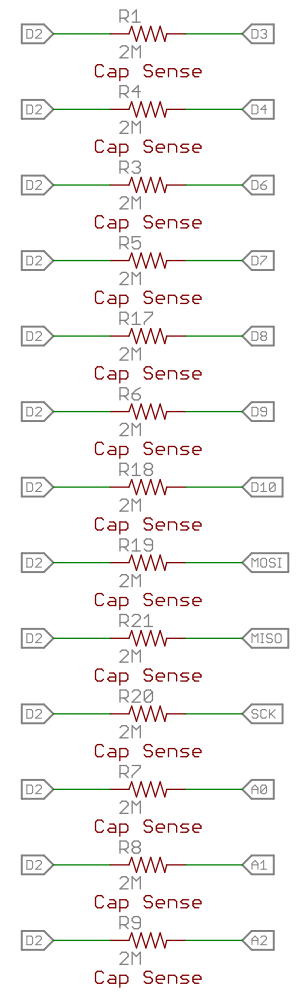 R1
D2 D3
2M
Cap Sense
R4
D2 D4
2M
Cap Sense
R3
D2 D6
2M
Cap Sense
R5
D2 D7
2M
Cap Sense
R17
D2 D8
2M
Cap Sense
R6
D2 D9
2M
Cap Sense
R18
D2 D10
2M
Cap Sense
R19
D2 MOSI
2M
Cap Sense
R21
D2 MISO
2M
Cap Sense
R20
D2 SCK
2M
Cap Sense
R7
D2 A0
2M
Cap Sense
R8
D2 A1
2M
Cap Sense
R9
D2 A2
2M
Cap Sense